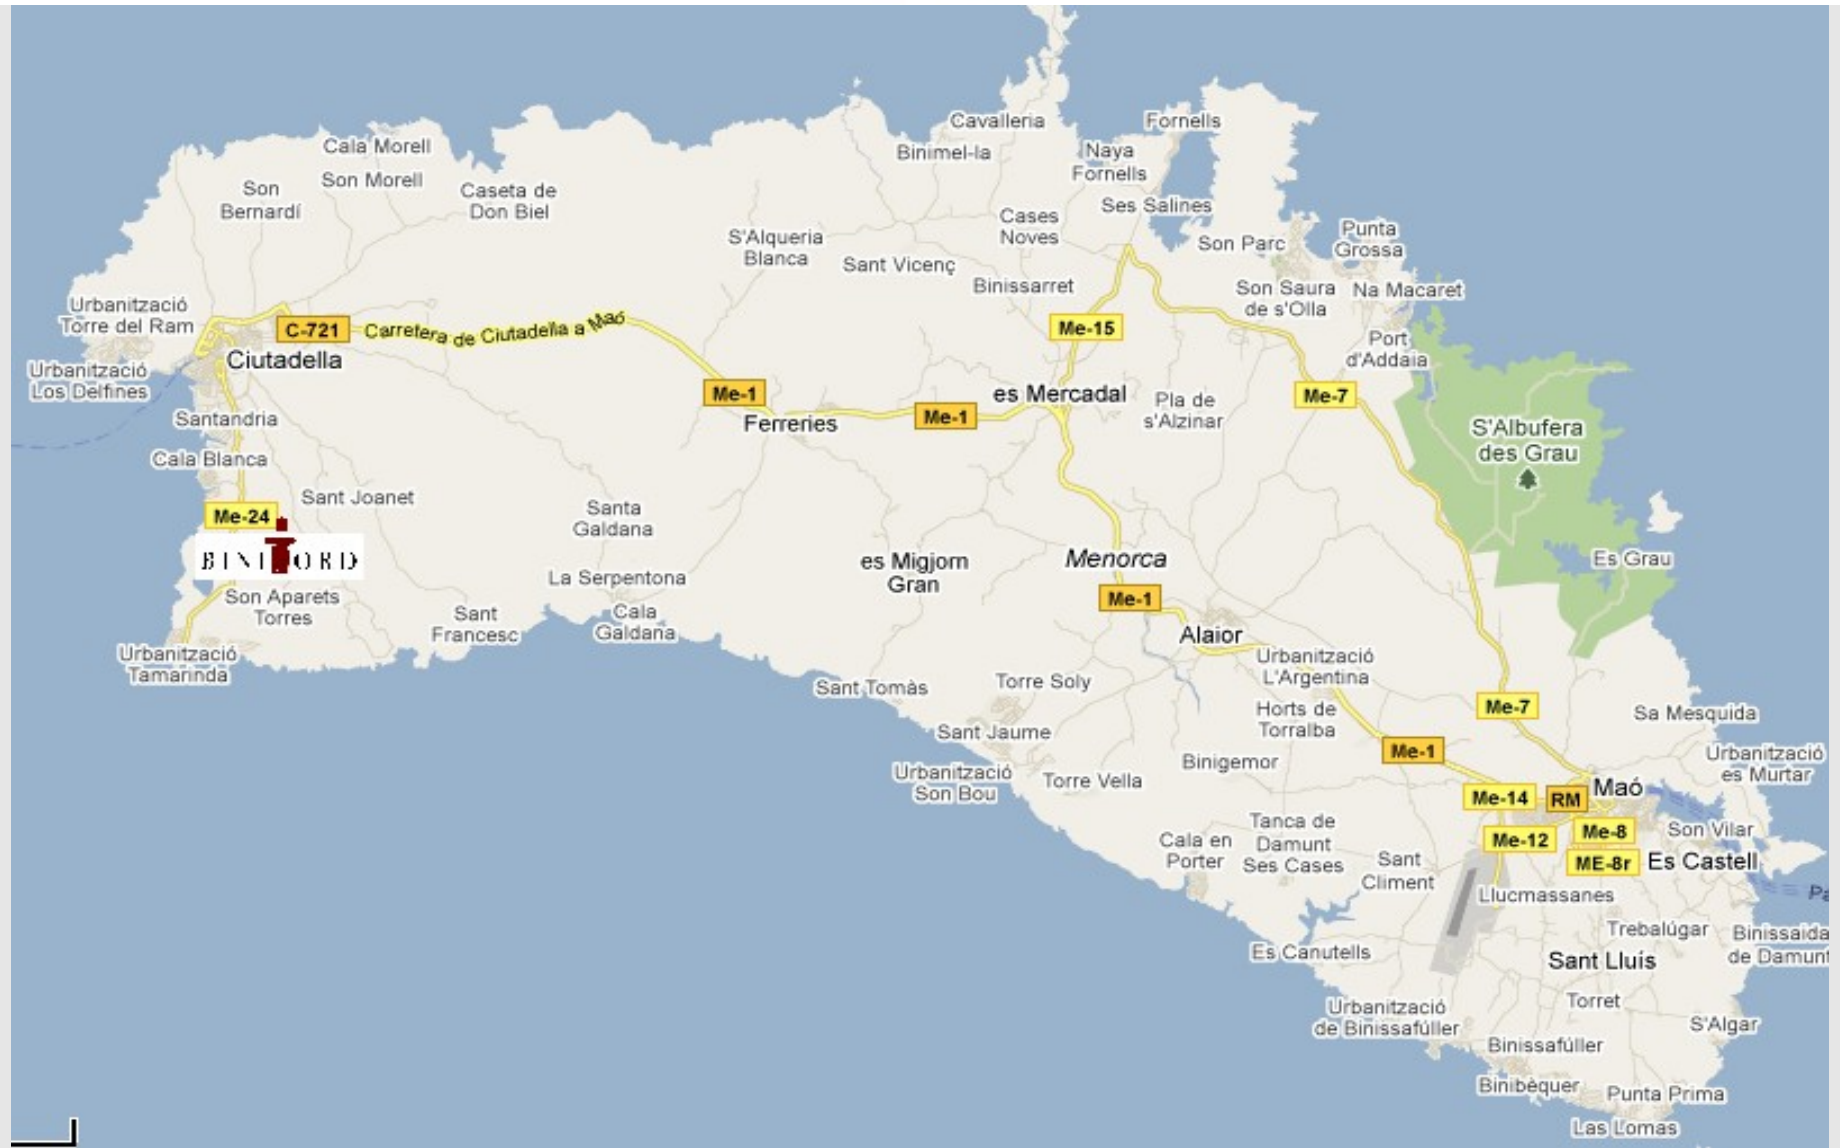 Cavalleria
Fornells
Cala Morell
Binimel-la
Naya
Fornells
Son
Bernardí
Son Morell
Caseta de
Don Biel
Ses Salines
Cases
Noves
S'Alqueria
Blanca
Sant Vicenç
Son Parc
Punta
Grossa
Binissarret
Son Saura
de s'Olla
Na Macaret
Urbanització
Torre del Ram
C-721
Carretera de Ciutadella a Maó
Me-15
Port
d'Addaia
Ciutadella
Urbanització
Los Delfines
Me-1
es Mercadal
Me-7
Pla de
s'Alzinar
Santandria
Ferreries
Me-1
S'Albufera
des Grau
Cala Blanca
Sant Joanet
Me-24
Santa
Galdana
BINI ORD
es Migjorn
Gran
Menorca
Es Grau
La Serpentona
Son Aparets
Torres
Me-1
Sant
Francesc
Cala
Galdana
Alaior
Urbanització
Tamarinda
Urbanització
L'Argentina
Sant Tomàs
Torre Soly
Me-7
Horts de
Torralba
Sa Mesquida
Sant Jaume
Me-1
Urbanització
es Murtar
Urbanització
Son Bou
Torre Vella
Binigemor
Me-14
RM
Maó
Tanca de
Damunt
Ses Cases
Cala en
Porter
Me-12
Me-8
Son Vilar
Sant
Climent
ME-8r
Es Castell
Llucmassanes
Pa
Trebalúgar
Binissaida
de Damunt
Es Canutells
Sant Lluís
Urbanització
de Binissafúller
Torret
S'Algar
Binissafúller
Binibèquer
Punta Prima
Las Lomas